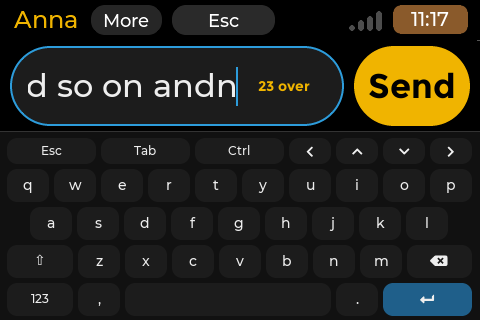 Anna More Esc 11:17
d so on andn 23 over Send
Esc Tab Ctrl
q w e r t y u i o p
a s d f g h j k l
z x c v b n m
123 , .